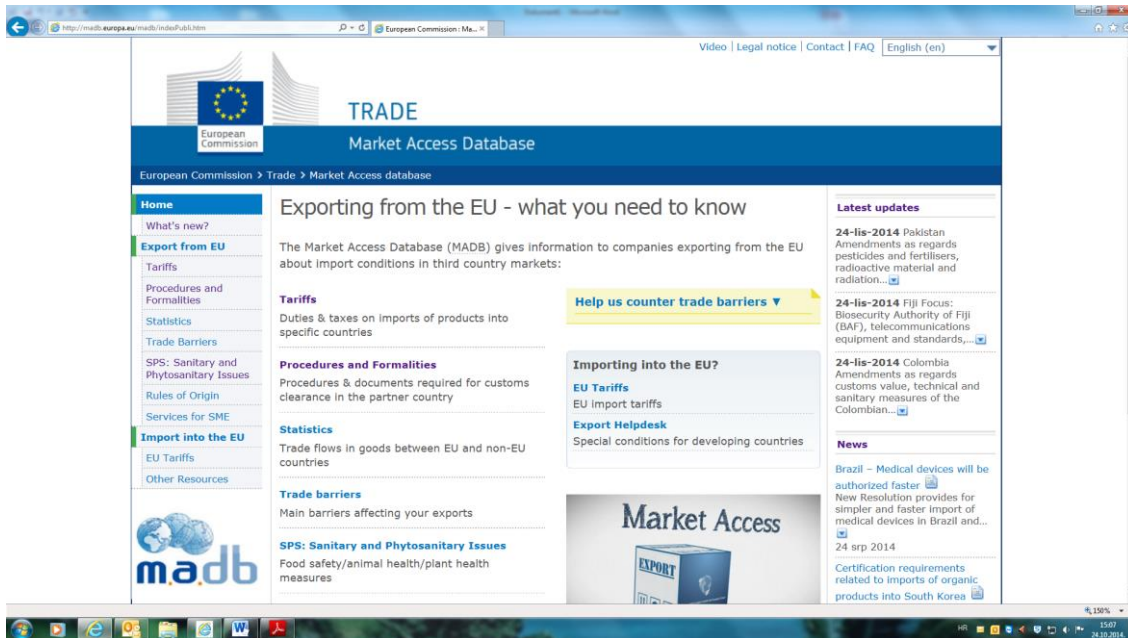 http://madb.europa.eu/madb/indexPubli.htm
European Commission : Ma...
Video | Legal notice | Contact | FAQ
English (en)
European
Commission
TRADE
Market Access Database
European Commission > Trade > Market Access database
Home
What's new?
Export from EU
Tariffs
Procedures and
Formalities
Statistics
Trade Barriers
SPS: Sanitary and
Phytosanitary Issues
Rules of Origin
Services for SME
Import into the EU
EU Tariffs
Other Resources
madb
Exporting from the EU - what you need to know
The Market Access Database (MADB) gives information to companies exporting from the EU
about import conditions in third country markets:
Tariffs
Duties & taxes on imports of products into
specific countries
Procedures and Formalities
Procedures & documents required for customs
clearance in the partner country
Statistics
Trade flows in goods between EU and non-EU
countries
Trade barriers
Main barriers affecting your exports
SPS: Sanitary and Phytosanitary Issues
Food safety/animal health/plant health
measures
Help us counter trade barriers ▼
Importing into the EU?
EU Tariffs
EU import tariffs
Export Helpdesk
Special conditions for developing countries
Market Access
EXPORT
Latest updates
24-lis-2014 Pakistan
Amendments as regards
pesticides and fertilisers,
radioactive material and
radiation...
24-lis-2014 Fiji Focus:
Biosecurity Authority of Fiji
(BAF), telecommunications
equipment and standards,...
24-lis-2014 Colombia
Amendments as regards
customs value, technical and
sanitary measures of the
Colombian...
News
Brazil – Medical devices will be
authorized faster
New Resolution provides for
simpler and faster import of
medical devices in Brazil and...
24 srp 2014
Certification requirements
related to imports of organic
products into South Korea
150%
HR
15:07
24.10.2014.